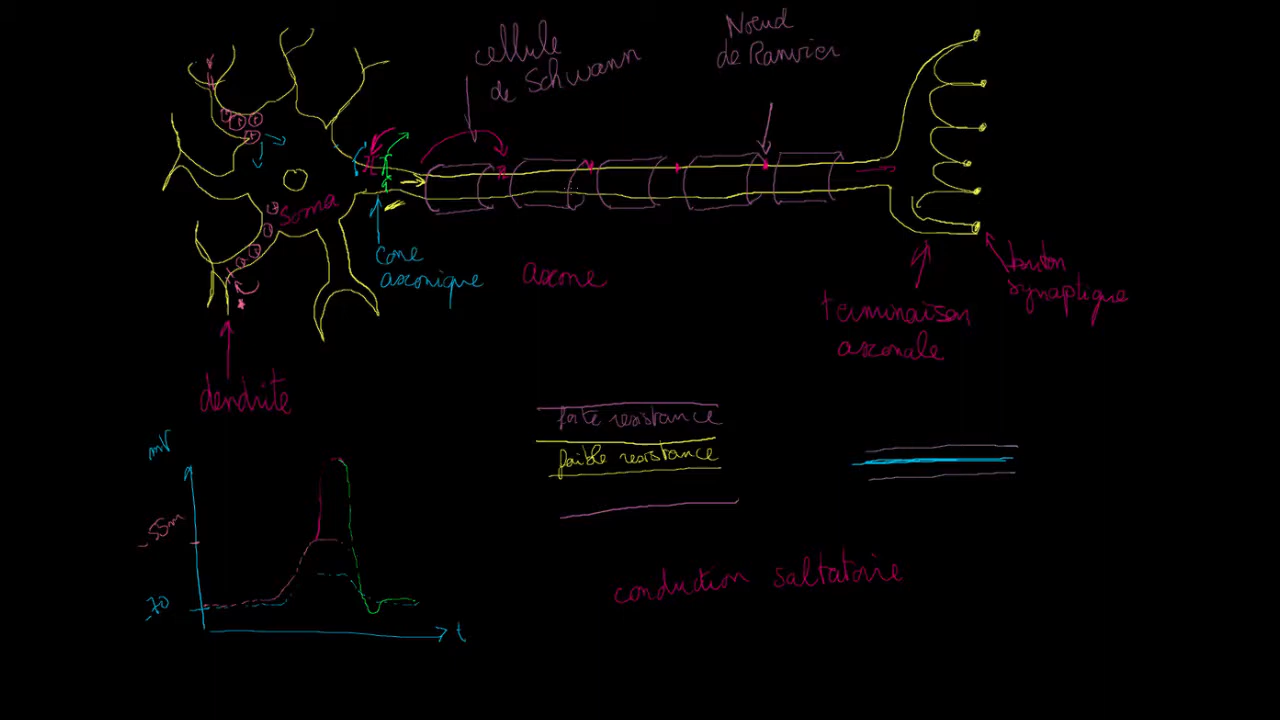 cellule
de Schwann
Noeud
de Ranvier
soma
cone
axonique
axone
bouton
synaptique
terminaison
axonale
dendrite
mV
-55m
-70
t
forte resistance
faible resistance
conduction saltatoire